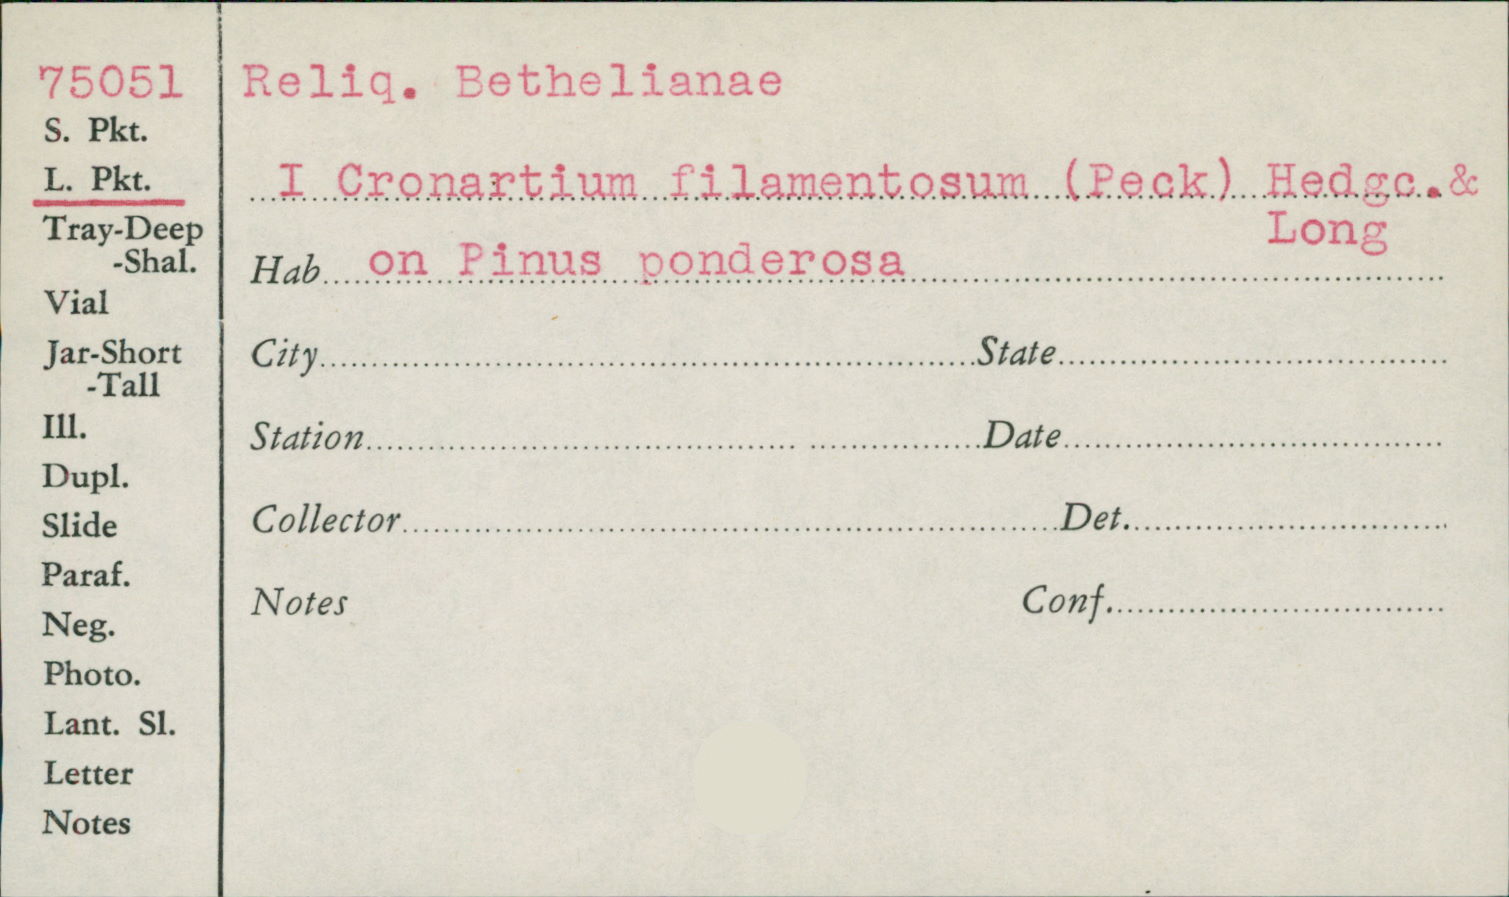 75051
S. Pkt.
L. Pkt.
Tray-Deep
-Shal.
Vial
Jar-Short
-Tall
Ill.
Dupl.
Slide
Paraf.
Neg.
Photo.
Lant. Sl.
Letter
Notes
Reliq. Bethelianae
I Cronartium filamentosum (Peck) Hedgc.&
Long
Hab on Pinus ponderosa
City State
Station Date
Collector Det.
Notes Conf.